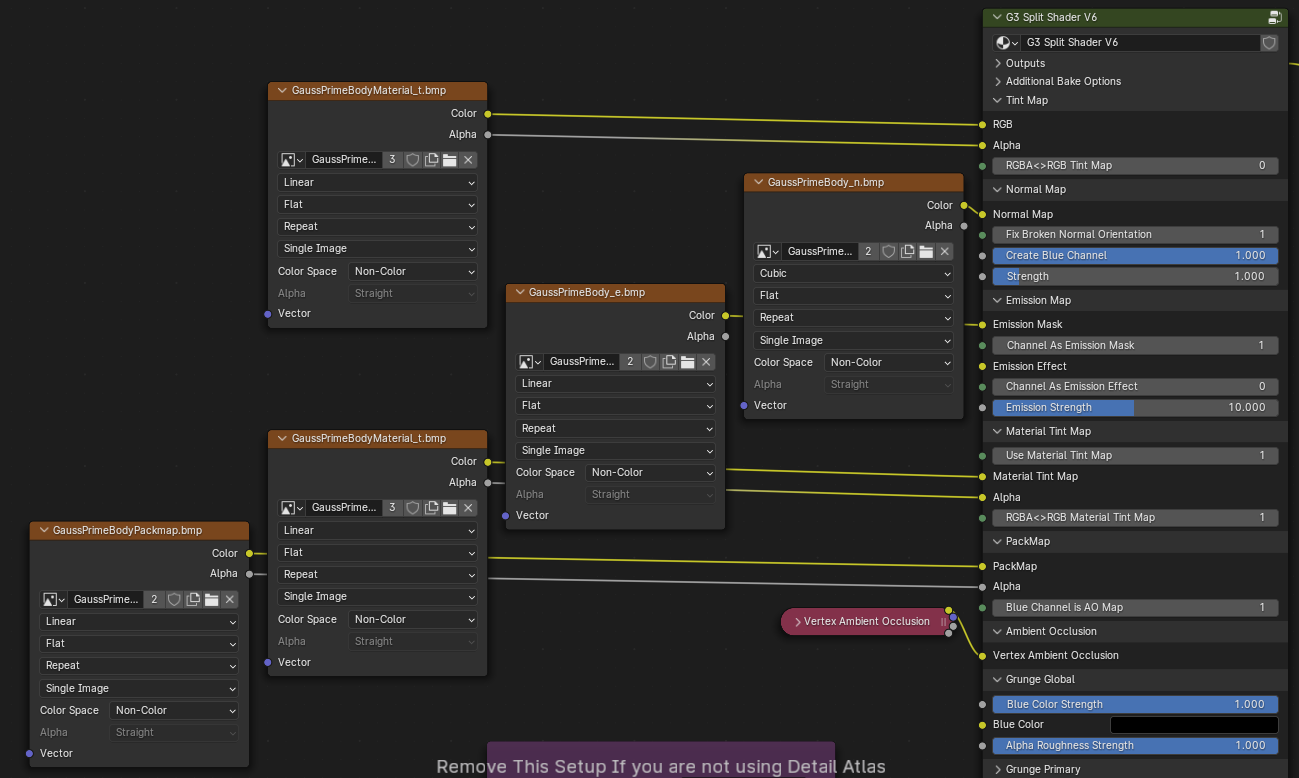 G3 Split Shader V6
G3 Split Shader V6
Outputs
Additional Bake Options
Tint Map
RGB
Alpha
RGBA<>RGB Tint Map 0
Normal Map
Normal Map
Fix Broken Normal Orientation 1
Create Blue Channel 1.000
Strength 1.000
Emission Map
Emission Mask
Channel As Emission Mask 1
Emission Effect
Channel As Emission Effect 0
Emission Strength 10.000
Material Tint Map
Use Material Tint Map 1
Material Tint Map
Alpha
RGBA<>RGB Material Tint Map 1
PackMap
PackMap
Alpha
Blue Channel is AO Map 1
Ambient Occlusion
Vertex Ambient Occlusion
Grunge Global
Blue Color Strength 1.000
Blue Color
Alpha Roughness Strength 1.000
Grunge Primary
GaussPrimeBodyMaterial_t.bmp
Color
Alpha
GaussPrime... 3
Linear
Flat
Repeat
Single Image
Color Space Non-Color
Alpha Straight
Vector
GaussPrimeBody_n.bmp
Color
Alpha
GaussPrime... 2
Cubic
Flat
Repeat
Single Image
Color Space Non-Color
Alpha Straight
Vector
GaussPrimeBody_e.bmp
Color
Alpha
GaussPrime... 2
Linear
Flat
Repeat
Single Image
Color Space Non-Color
Alpha Straight
Vector
GaussPrimeBodyMaterial_t.bmp
Color
Alpha
GaussPrime... 3
Linear
Flat
Repeat
Single Image
Color Space Non-Color
Alpha Straight
Vector
GaussPrimeBodyPackmap.bmp
Color
Alpha
GaussPrime... 2
Linear
Flat
Repeat
Single Image
Color Space Non-Color
Alpha Straight
Vector
Vertex Ambient Occlusion
Remove This Setup If you are not using Detail Atlas